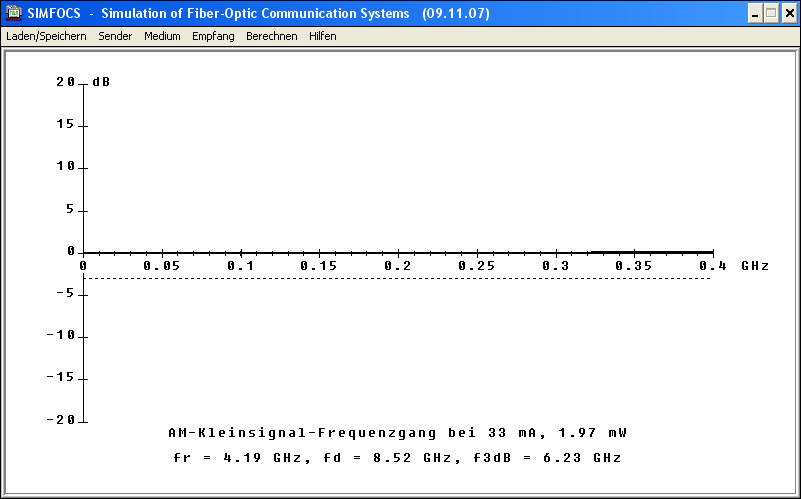 SIMFOCS - Simulation of Fiber-Optic Communication Systems (09.11.07)
Laden/Speichern Sender Medium Empfang Berechnen Hilfen
20 dB
15
10
5
0
0 0.05 0.1 0.15 0.2 0.25 0.3 0.35 0.4 GHz
-5
-10
-15
-20
AM-Kleinsignal-Frequenzgang bei 33 mA, 1.97 mW
fr = 4.19 GHz, fd = 8.52 GHz, f3dB = 6.23 GHz